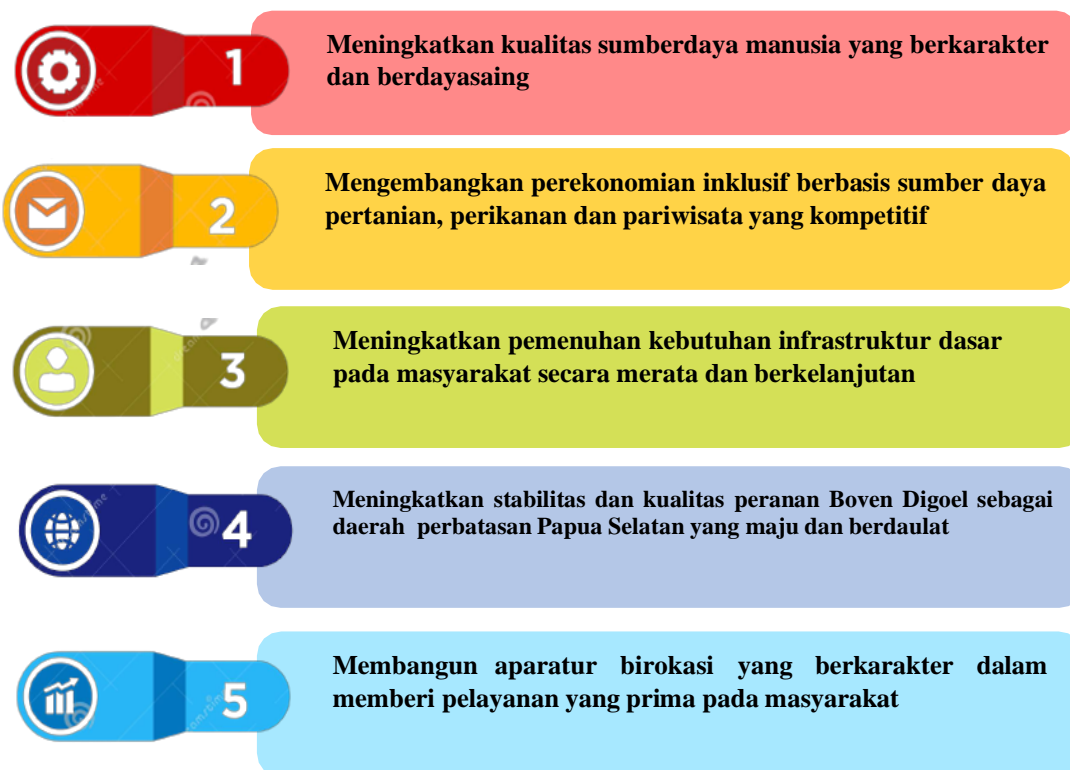 1
Meningkatkan kualitas sumberdaya manusia yang berkarakter
dan berdayasaing
2
Mengembangkan perekonomian inklusif berbasis sumber daya
pertanian, perikanan dan pariwisata yang kompetitif
3
Meningkatkan pemenuhan kebutuhan infrastruktur dasar
pada masyarakat secara merata dan berkelanjutan
4
Meningkatkan stabilitas dan kualitas peranan Boven Digoel sebagai
daerah perbatasan Papua Selatan yang maju dan berdaulat
5
Membangun aparatur birokasi yang berkarakter dalam
memberi pelayanan yang prima pada masyarakat